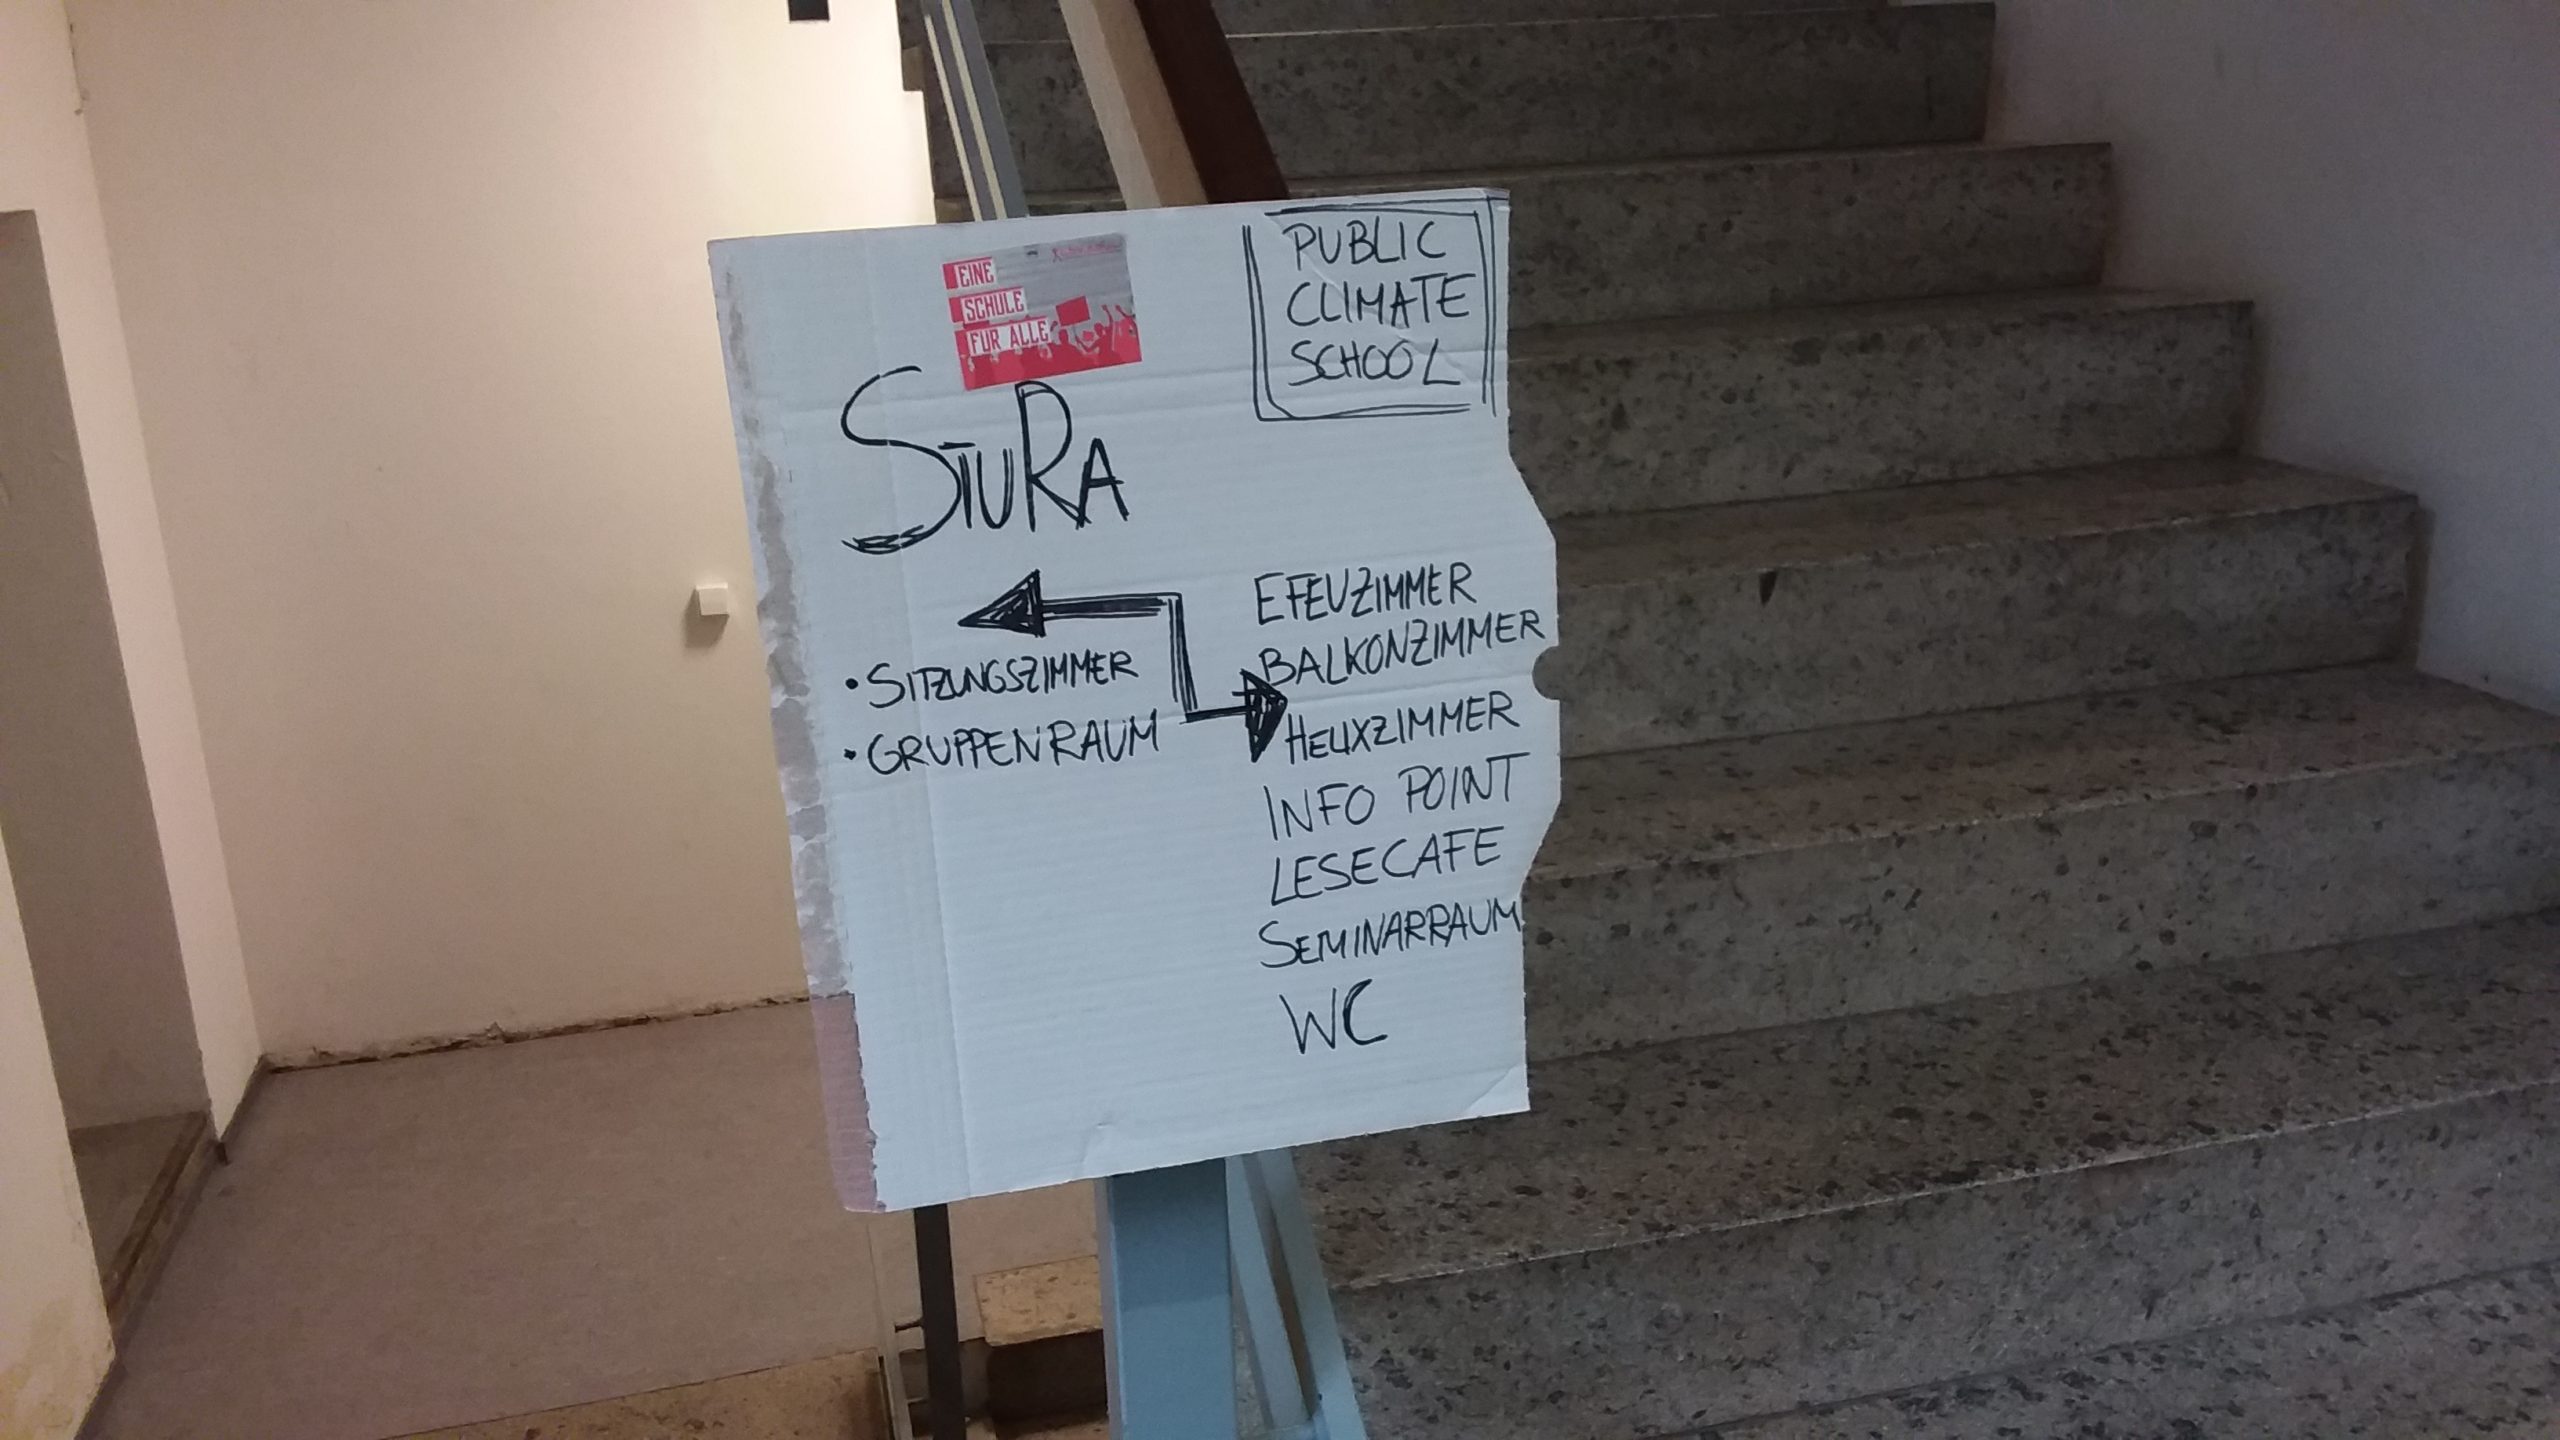 EINE
SCHULE
FÜR ALLE
PUBLIC
CLIMATE
SCHOOL
STURA
• SITZUNGSZIMMER
• GRUPPENRAUM
EFEUZIMMER
BALKONZIMMER
HELIXZIMMER
INFO POINT
LESECAFE
SEMINARRAUM
WC